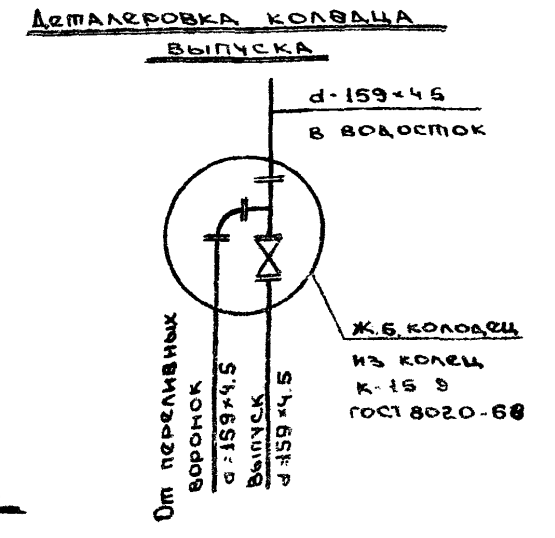 Деталеровка колодца
выпуска
d-159×4.5
в водосток
Ж.Б. колодец
из колец
К-15 9
ГОСТ 8020-68
От переливных
воронок
d=159×4.5
Выпуск
d=159×4.5